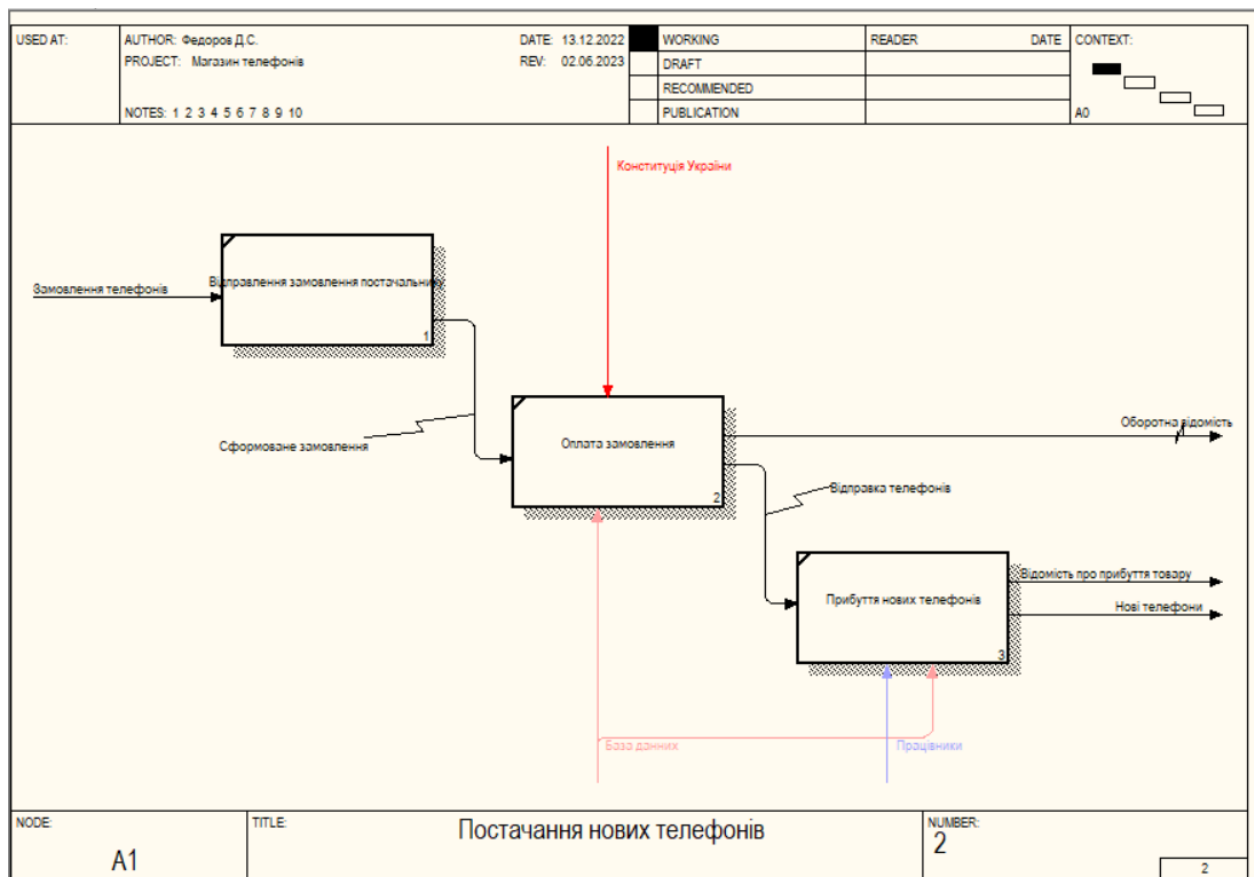 USED AT:
AUTHOR: Федоров Д.С.
DATE: 13.12.2022
WORKING
READER
DATE
CONTEXT:
PROJECT: Магазин телефонів
REV: 02.06.2023
DRAFT
RECOMMENDED
NOTES: 1 2 3 4 5 6 7 8 9 10
PUBLICATION
A0
Конституція України
Замовлення телефонів
Відправлення замовлення постачальнику
1
Сформоване замовлення
Оплата замовлення
2
Оборотна відомість
Відправка телефонів
Прибуття нових телефонів
3
Відомість про прибуття товару
Нові телефони
База данних
Працівники
NODE:
A1
TITLE:
Постачання нових телефонів
NUMBER:
2
2